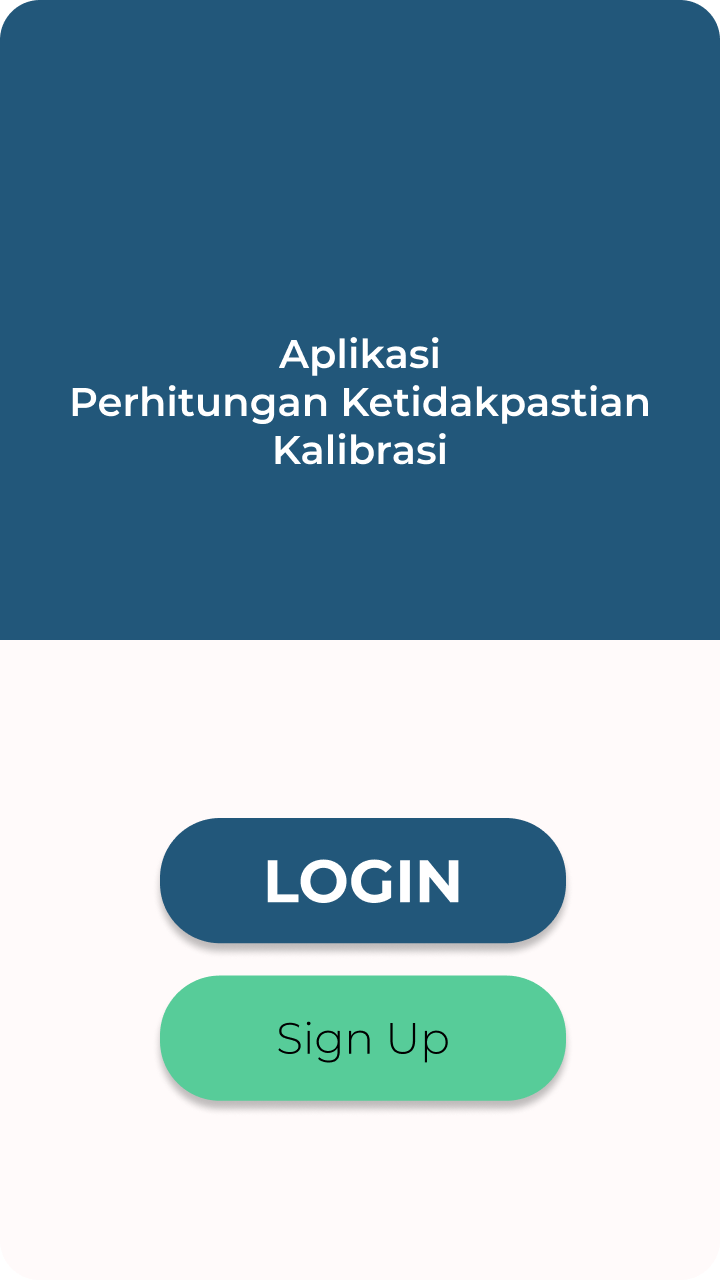 Aplikasi
Perhitungan Ketidakpastian
Kalibrasi
LOGIN
Sign Up